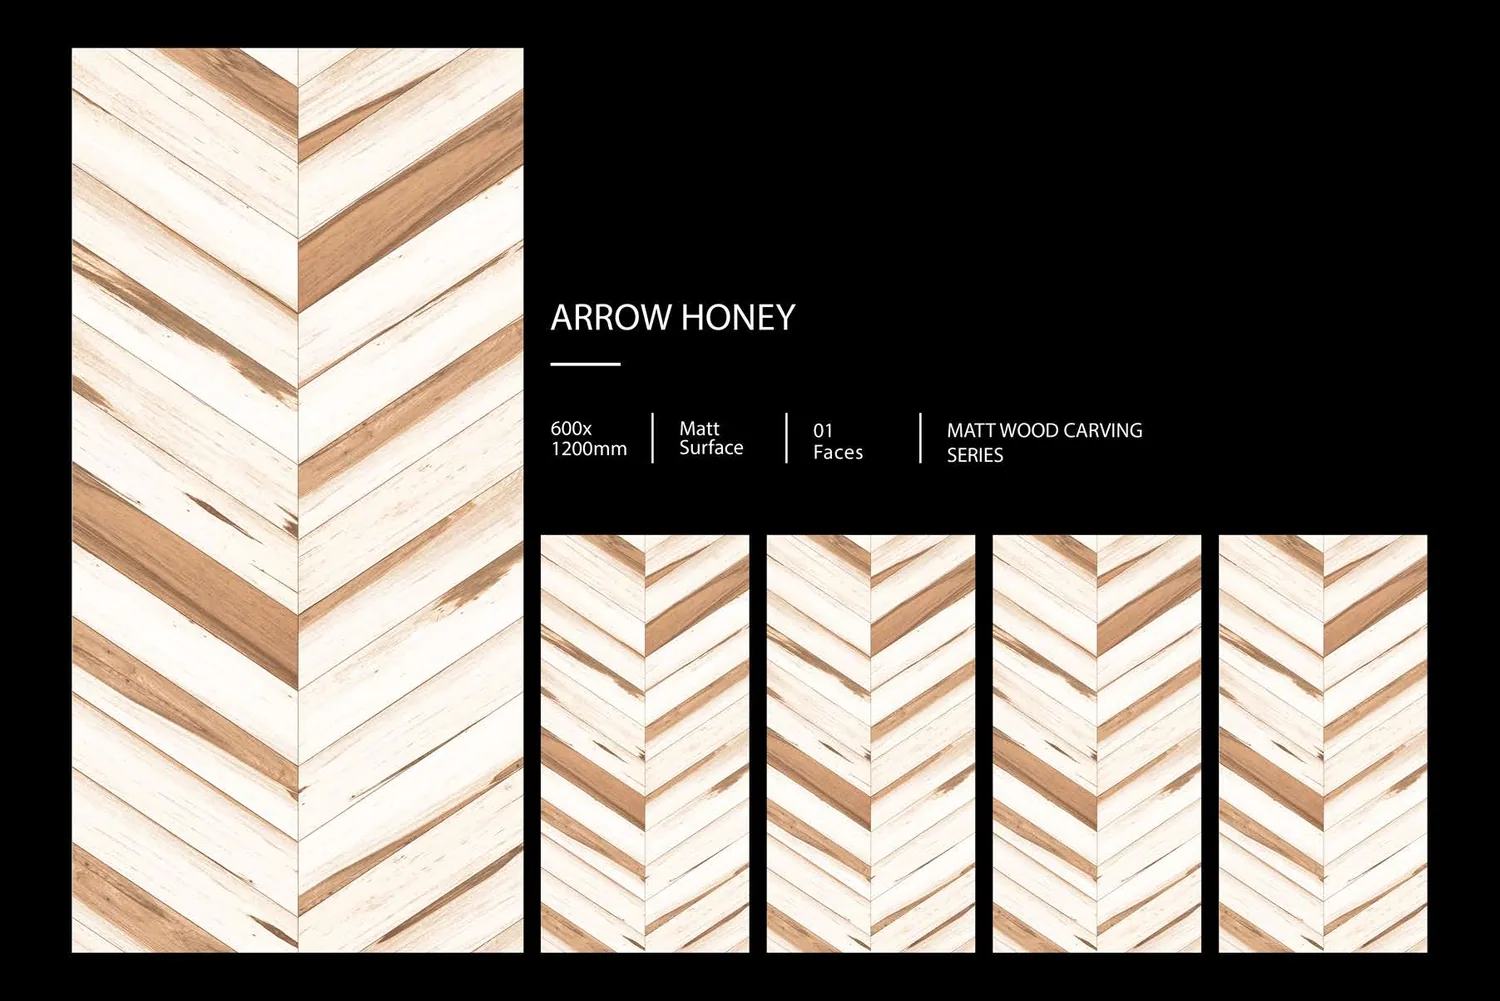 ARROW HONEY
600x
1200mm
Matt
Surface
01
Faces
MATT WOOD CARVING
SERIES